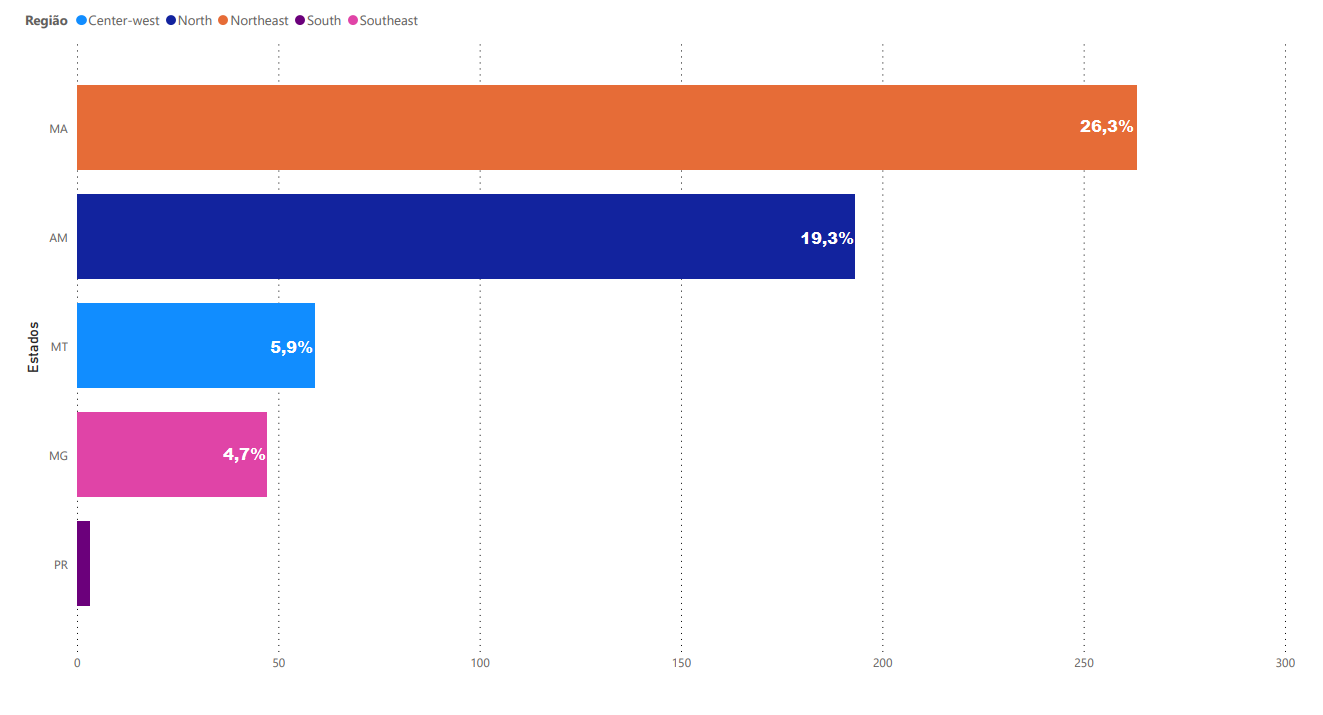 Região Center-west North Northeast South Southeast
MA
26,3%
AM
19,3%
Estados
MT
5,9%
MG
4,7%
PR
0 50 100 150 200 250 300